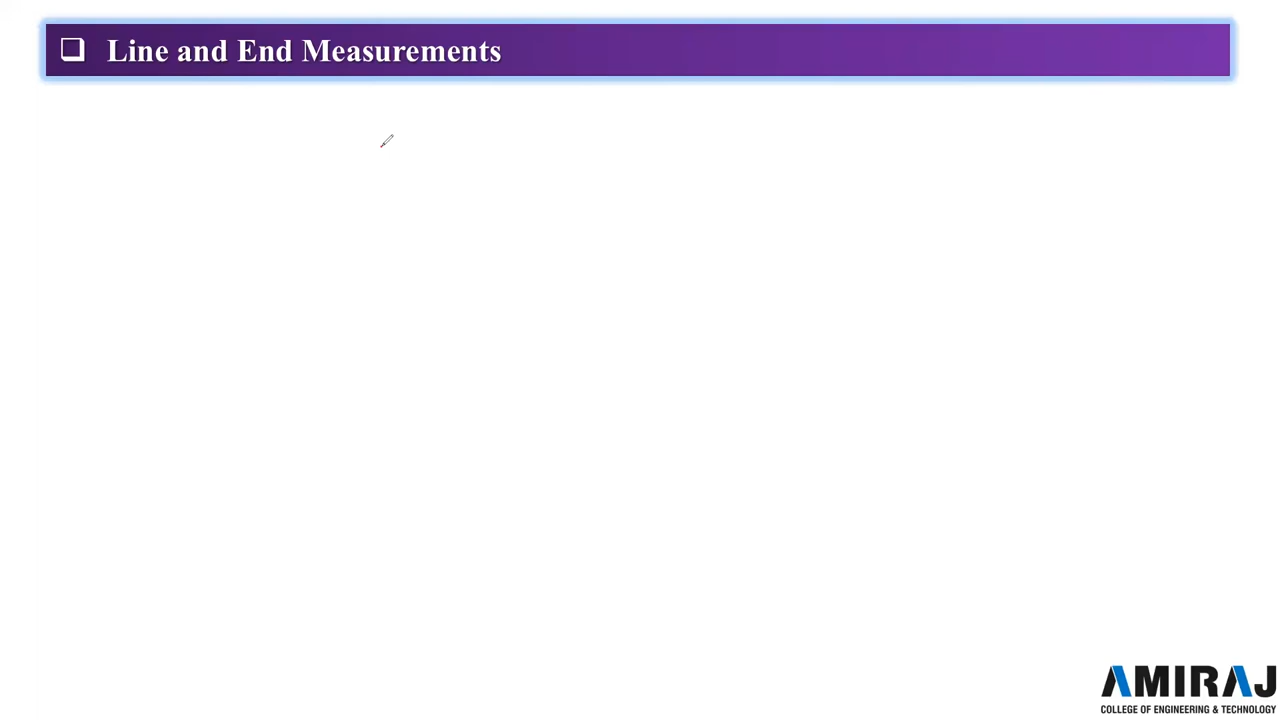 Line and End Measurements
AMIRAJ
COLLEGE OF ENGINEERING & TECHNOLOGY